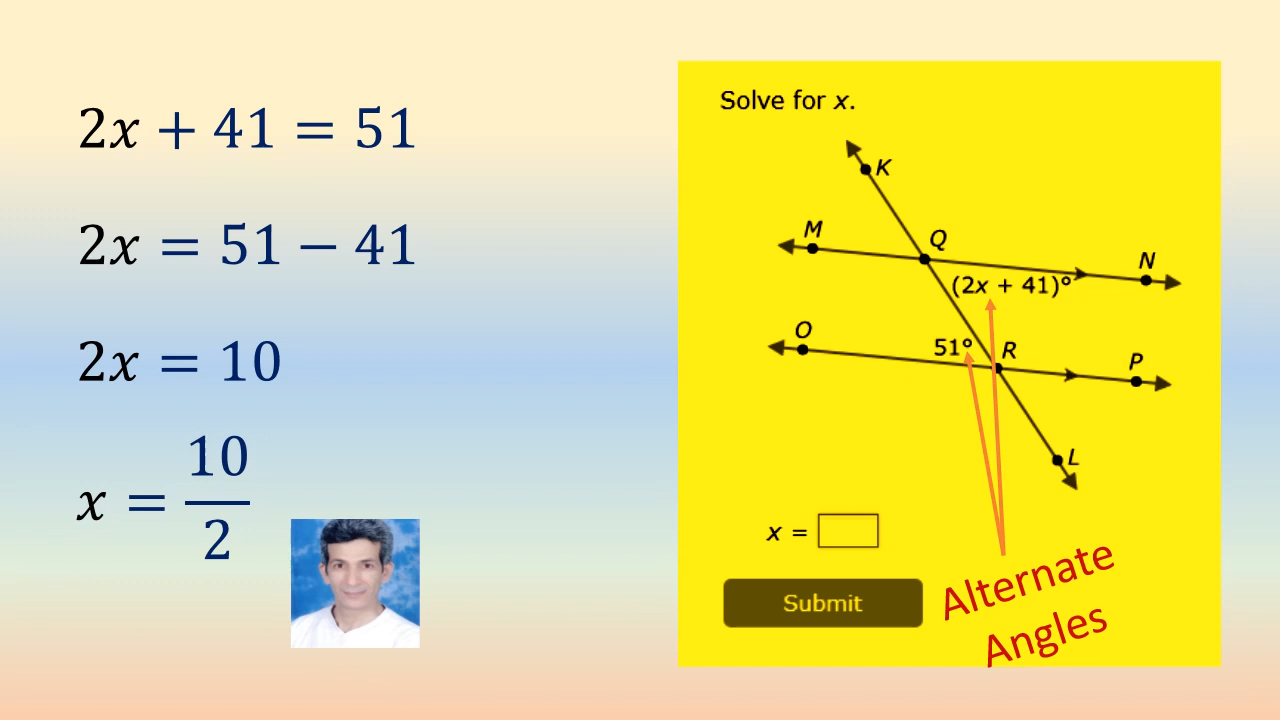 2x + 41 = 51
2x = 51 − 41
2x = 10
x = 10/2
Solve for x.
K
M
Q
N
(2x + 41)°
O
51°
R
P
L
x =
Submit
Alternate
Angles